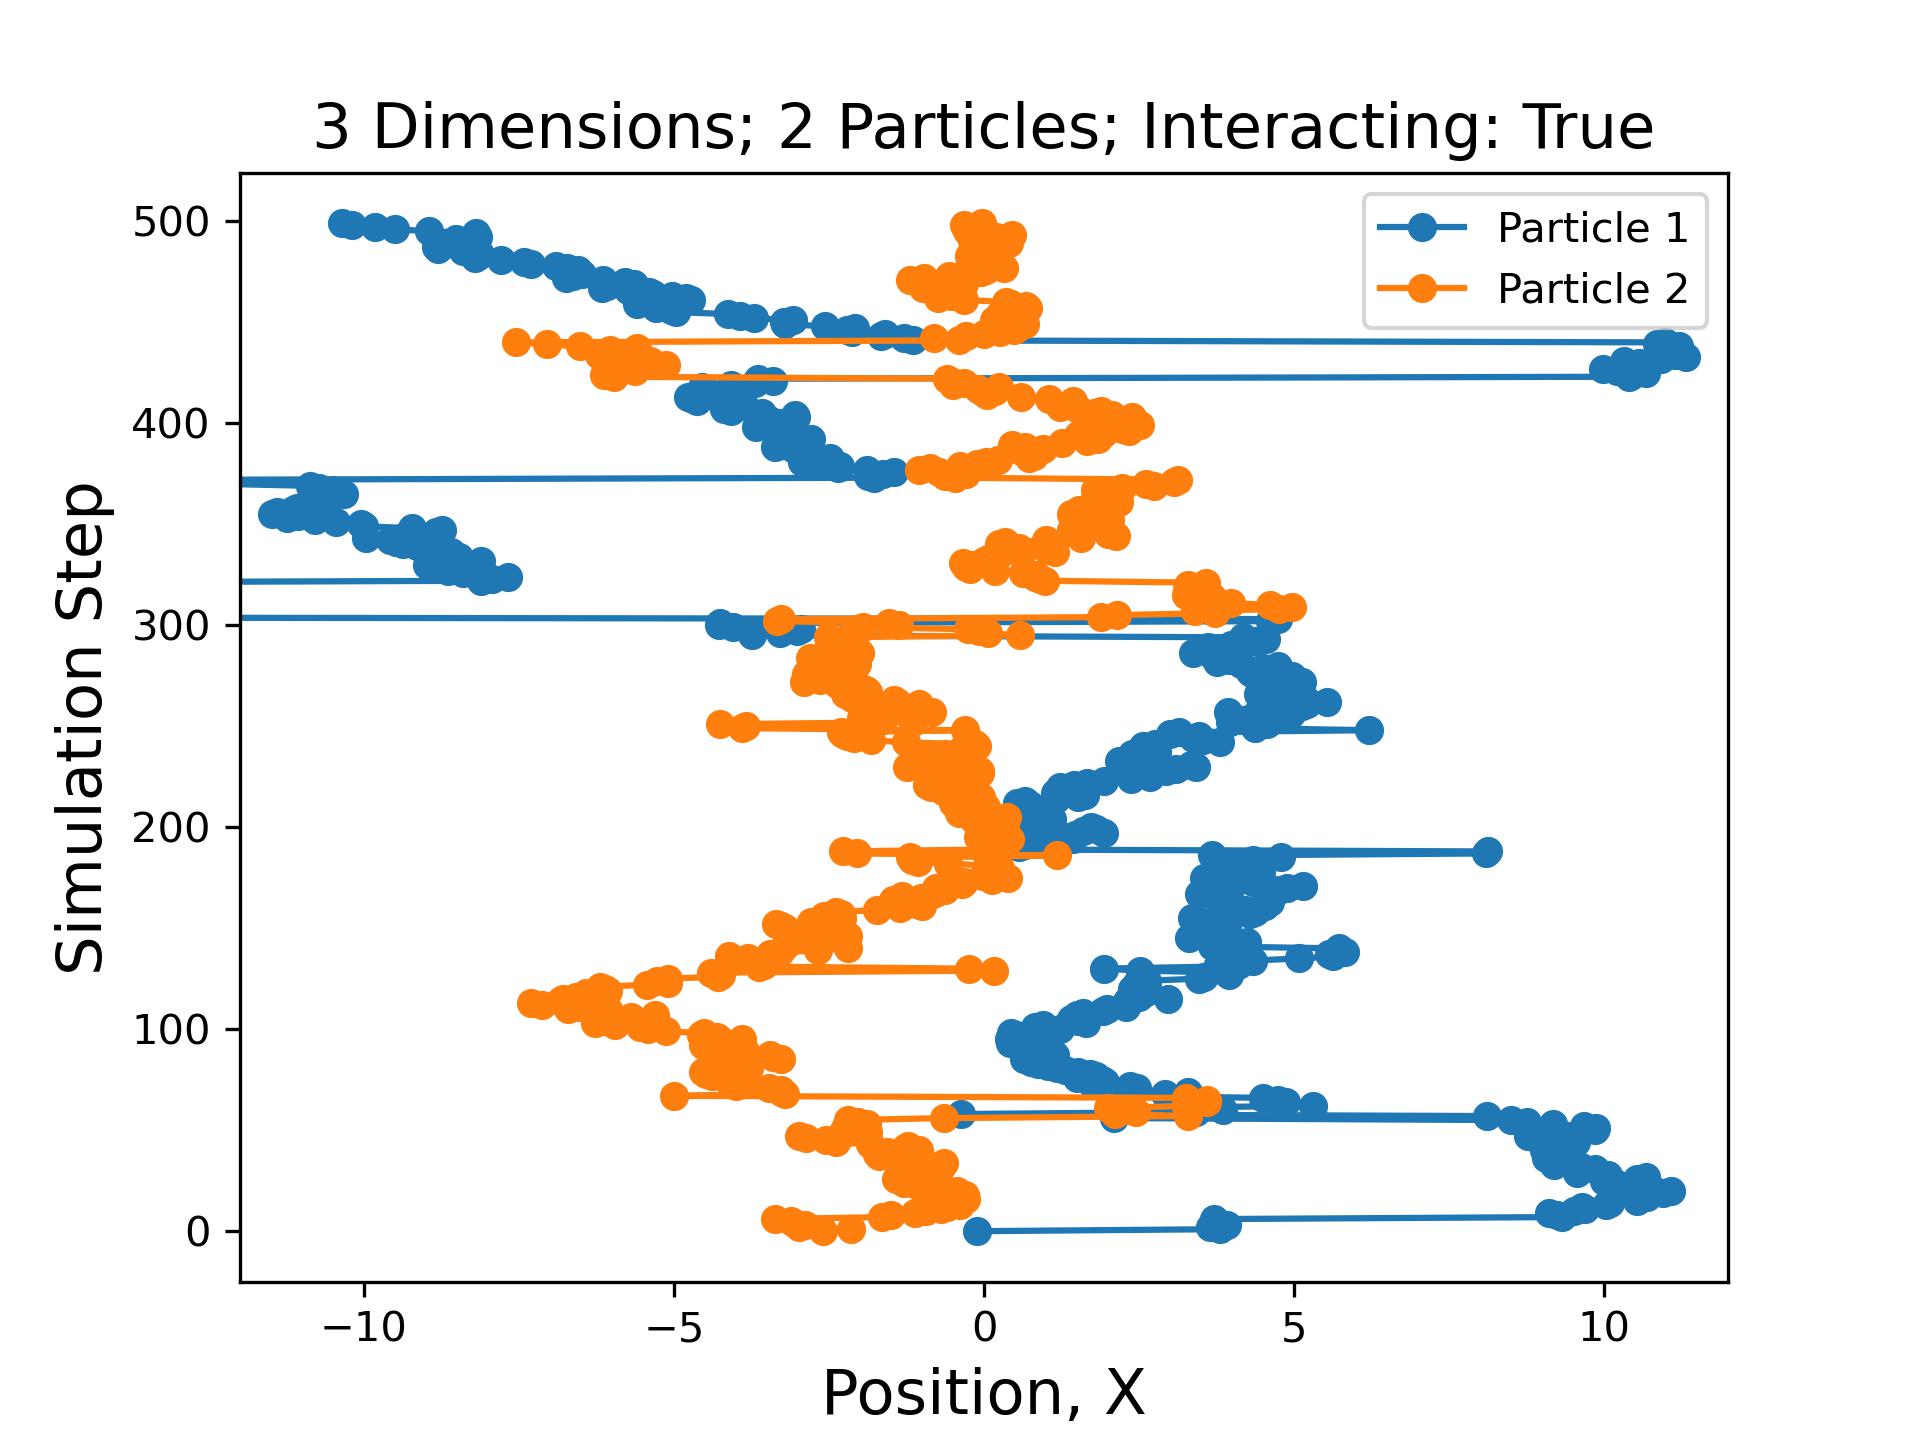 3 Dimensions; 2 Particles; Interacting: True
Particle 1
Particle 2
Simulation Step
500
400
300
200
100
0
−10
−5
0
5
10
Position, X